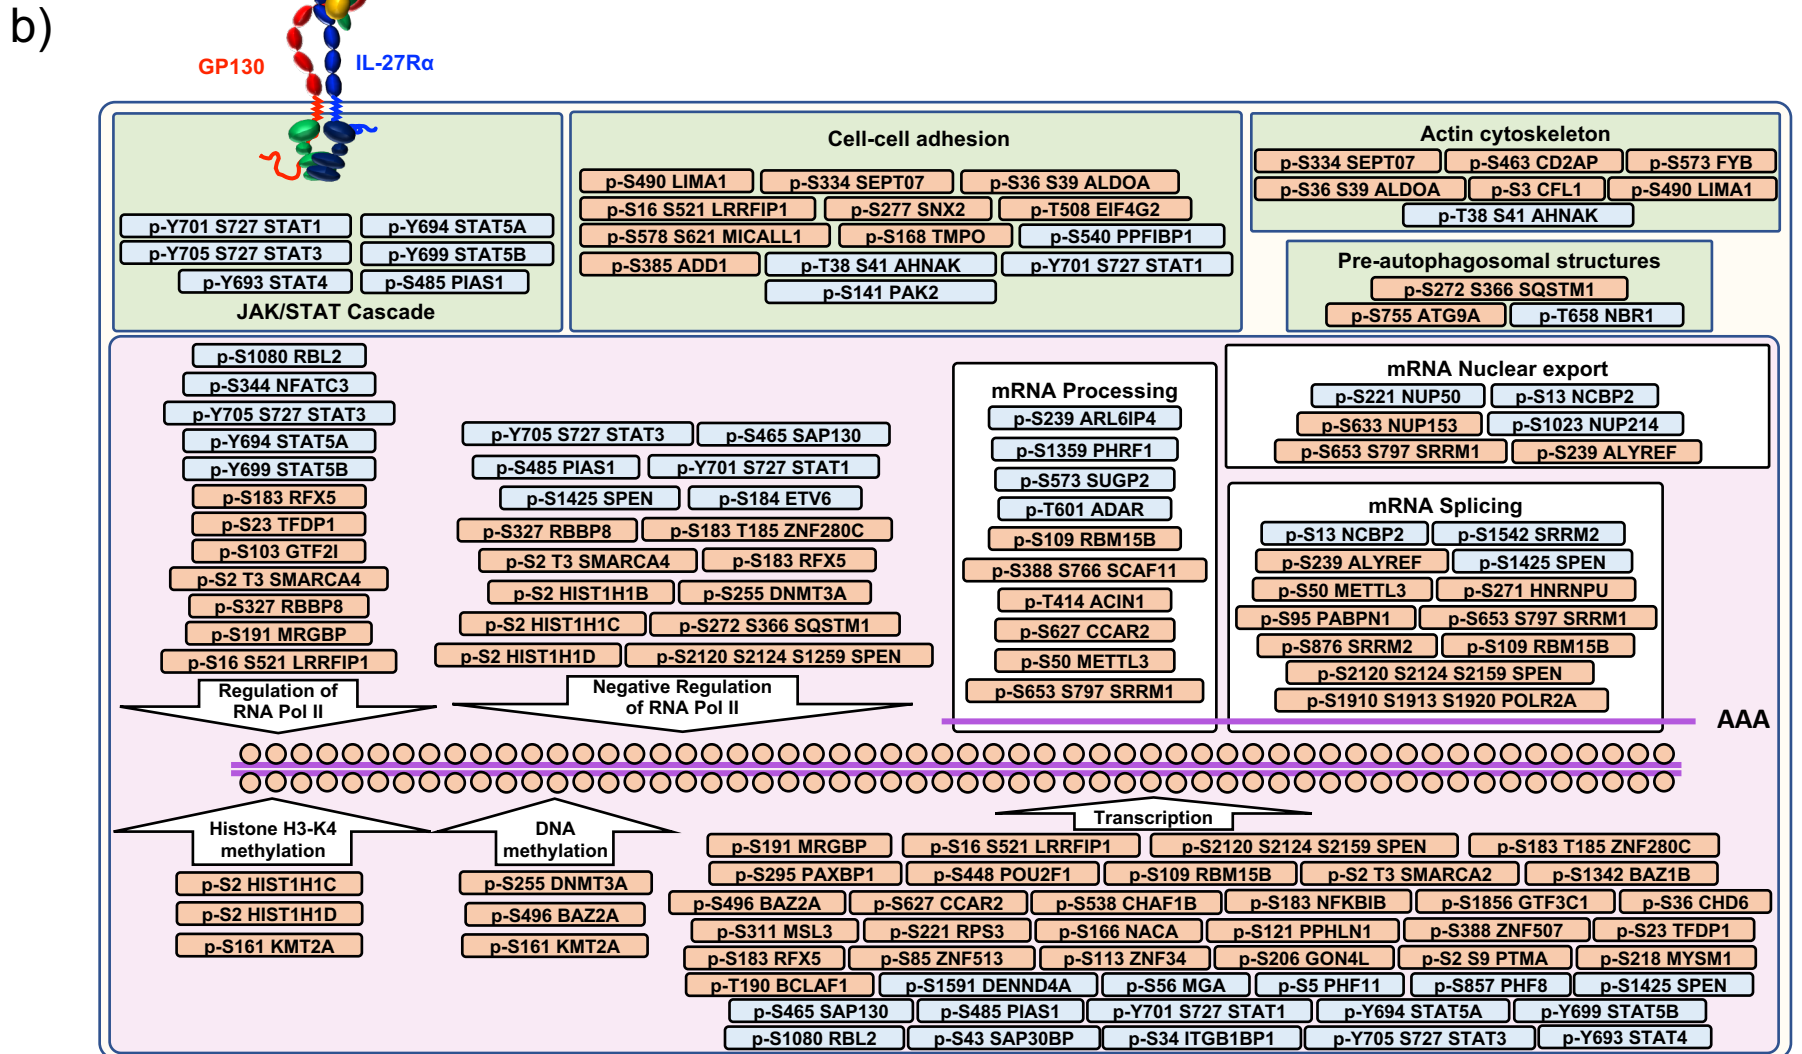 b)
GP130
IL-27Rα
p-Y701 S727 STAT1
p-Y694 STAT5A
p-Y705 S727 STAT3
p-Y699 STAT5B
p-Y693 STAT4
p-S485 PIAS1
JAK/STAT Cascade
Cell-cell adhesion
p-S490 LIMA1
p-S334 SEPT07
p-S36 S39 ALDOA
p-S16 S521 LRRFIP1
p-S277 SNX2
p-T508 EIF4G2
p-S578 S621 MICALL1
p-S168 TMPO
p-S540 PPFIBP1
p-S385 ADD1
p-T38 S41 AHNAK
p-Y701 S727 STAT1
p-S141 PAK2
Actin cytoskeleton
p-S334 SEPT07
p-S463 CD2AP
p-S573 FYB
p-S36 S39 ALDOA
p-S3 CFL1
p-S490 LIMA1
p-T38 S41 AHNAK
Pre-autophagosomal structures
p-S272 S366 SQSTM1
p-S755 ATG9A
p-T658 NBR1
p-S1080 RBL2
p-S344 NFATC3
p-Y705 S727 STAT3
p-Y694 STAT5A
p-Y699 STAT5B
p-S183 RFX5
p-S23 TFDP1
p-S103 GTF2I
p-S2 T3 SMARCA4
p-S327 RBBP8
p-S191 MRGBP
p-S16 S521 LRRFIP1
Regulation of
RNA Pol II
p-Y705 S727 STAT3
p-S465 SAP130
p-S485 PIAS1
p-Y701 S727 STAT1
p-S1425 SPEN
p-S184 ETV6
p-S327 RBBP8
p-S183 T185 ZNF280C
p-S2 T3 SMARCA4
p-S183 RFX5
p-S2 HIST1H1B
p-S255 DNMT3A
p-S2 HIST1H1C
p-S272 S366 SQSTM1
p-S2 HIST1H1D
p-S2120 S2124 S1259 SPEN
Negative Regulation
of RNA Pol II
mRNA Processing
p-S239 ARL6IP4
p-S1359 PHRF1
p-S573 SUGP2
p-T601 ADAR
p-S109 RBM15B
p-S388 S766 SCAF11
p-T414 ACIN1
p-S627 CCAR2
p-S50 METTL3
p-S653 S797 SRRM1
mRNA Nuclear export
p-S221 NUP50
p-S13 NCBP2
p-S633 NUP153
p-S1023 NUP214
p-S653 S797 SRRM1
p-S239 ALYREF
mRNA Splicing
p-S13 NCBP2
p-S1542 SRRM2
p-S239 ALYREF
p-S1425 SPEN
p-S50 METTL3
p-S271 HNRNPU
p-S95 PABPN1
p-S653 S797 SRRM1
p-S876 SRRM2
p-S109 RBM15B
p-S2120 S2124 S2159 SPEN
p-S1910 S1913 S1920 POLR2A
AAA
Histone H3-K4
methylation
p-S2 HIST1H1C
p-S2 HIST1H1D
p-S161 KMT2A
DNA
methylation
p-S255 DNMT3A
p-S496 BAZ2A
p-S161 KMT2A
Transcription
p-S191 MRGBP
p-S16 S521 LRRFIP1
p-S2120 S2124 S2159 SPEN
p-S183 T185 ZNF280C
p-S295 PAXBP1
p-S448 POU2F1
p-S109 RBM15B
p-S2 T3 SMARCA2
p-S1342 BAZ1B
p-S496 BAZ2A
p-S627 CCAR2
p-S538 CHAF1B
p-S183 NFKBIB
p-S1856 GTF3C1
p-S36 CHD6
p-S311 MSL3
p-S221 RPS3
p-S166 NACA
p-S121 PPHLN1
p-S388 ZNF507
p-S23 TFDP1
p-S183 RFX5
p-S85 ZNF513
p-S113 ZNF34
p-S206 GON4L
p-S2 S9 PTMA
p-S218 MYSM1
p-T190 BCLAF1
p-S1591 DENND4A
p-S56 MGA
p-S5 PHF11
p-S857 PHF8
p-S1425 SPEN
p-S465 SAP130
p-S485 PIAS1
p-Y701 S727 STAT1
p-Y694 STAT5A
p-Y699 STAT5B
p-S1080 RBL2
p-S43 SAP30BP
p-S34 ITGB1BP1
p-Y705 S727 STAT3
p-Y693 STAT4